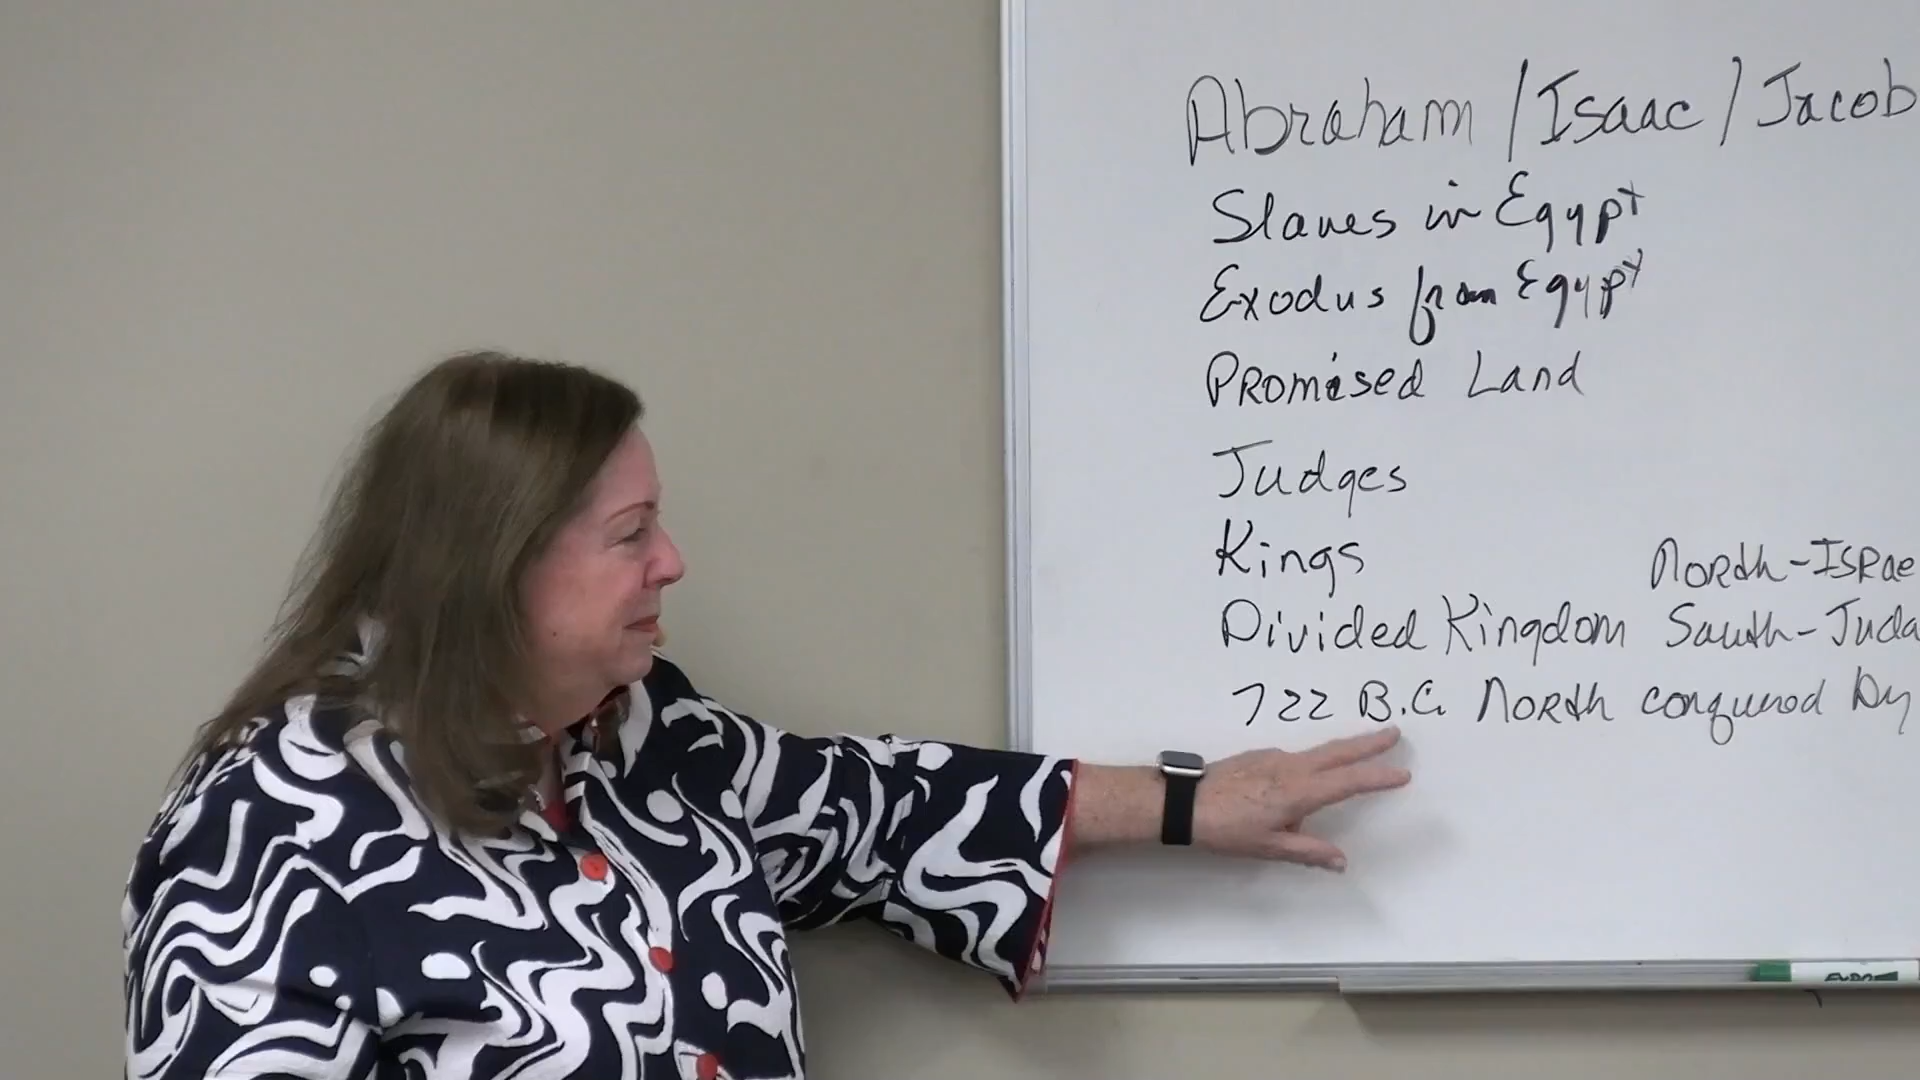 Abraham / Isaac / Jacob
Slaves in Egypt
Exodus from Egypt
Promised Land
Judges
Kings
North-Israe
Divided Kingdom South-Juda
722 B.C. North conquered by
EXPO